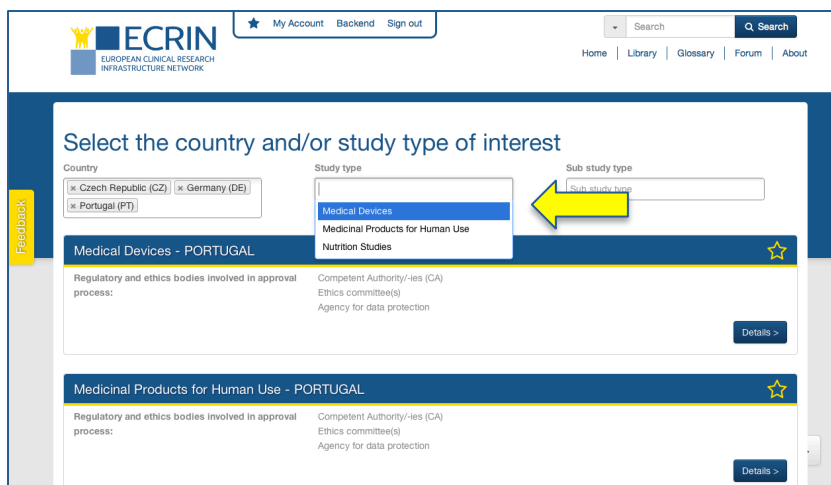 ECRIN
EUROPEAN CLINICAL RESEARCH
INFRASTRUCTURE NETWORK
My Account Backend Sign out
Search
Search
Home | Library | Glossary | Forum | About
Feedback
Select the country and/or study type of interest
Country
Study type
Sub study type
× Czech Republic (CZ) × Germany (DE)
× Portugal (PT)
Sub study type
Medical Devices
Medicinal Products for Human Use
Nutrition Studies
Medical Devices - PORTUGAL
Regulatory and ethics bodies involved in approval
process:
Competent Authority/-ies (CA)
Ethics committee(s)
Agency for data protection
Details >
Medicinal Products for Human Use - PORTUGAL
Regulatory and ethics bodies involved in approval
process:
Competent Authority/-ies (CA)
Ethics committee(s)
Agency for data protection
Details >